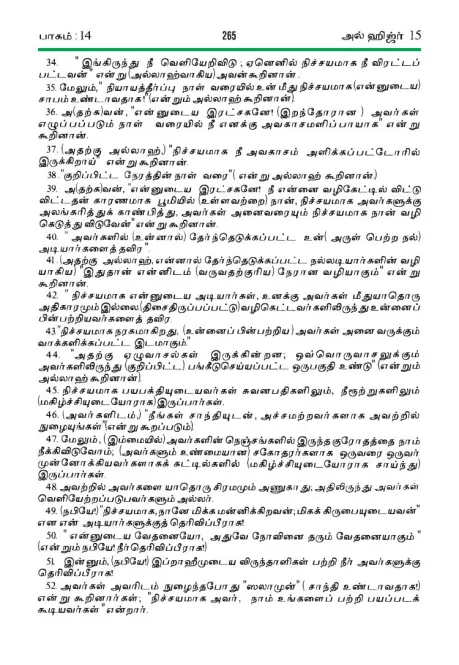 பாகம் : 14 265 அல் ஹிஜ்ர் 15
34. " இங்கிருந்து நீ வெளியேறிவிடு ; ஏனெனில் நிச்சயமாக நீ விரட்டப்
பட்டவன்" என்று (அல்லாஹ்வாகிய) அவன் கூறினான்.
35. மேலும்," நியாயத்தீர்ப்பு நாள் வரையில் உன் மீது நிச்சயமாக (என்னுடைய)
சாபம் உண்டாவதாக! (என்றும் அல்லாஹ் கூறினான்).
36. அ(தற்க)வன், "என்னுடைய இரட்சகனே! (இறந்தோரான ) அவர்கள்
எழுப்பப்படும் நாள் வரையில் நீ எனக்கு அவகாசமளிப்பாயாக" என்று
கூறினான்.
37. (அதற்கு அல்லாஹ்,) "நிச்சயமாக நீ அவகாசம் அளிக்கப்பட்டோரில்
இருக்கிறாய்" என்று கூறினான்.
38. "குறிப்பிட்ட நேரத்தின் நாள் வரை" ( என்று அல்லாஹ் கூறினான்.)
39. அ(தற்க)வன், "என்னுடைய இரட்சகனே! நீ என்னை வழிகேட்டில் விட்டு
விட்டதன் காரணமாக பூமியில் (உள்ளவற்றை) நான், நிச்சயமாக அவர்களுக்கு
அலங்கரித்துக் காண்பித்து, அவர்கள் அனைவரையும் நிச்சயமாக நான் வழி
கெடுத்து விடுவேன்" என்று கூறினான்.
40. " அவர்களில் (உன்னால்) தேர்ந்தெடுக்கப்பட்ட உன்( அருள் பெற்ற நல்)
அடியார்களைத் தவிர".
41. (அதற்கு அல்லாஹ், என்னால் தேர்ந்தெடுக்கப்பட்ட நல்லடியார்களின் வழி
யாகிய) "இதுதான் என்னிடம் (வருவதற்குரிய) நேரான வழியாகும்" என்று
கூறினான்.
42. " நிச்சயமாக என்னுடைய அடியார்கள், உனக்கு அவர்கள் மீது யாதொரு
அதிகாரமும் இல்லை.(திசைதிருப்பப்பட்டு) வழிகெட்டவர்களிலிருந்து உன்னைப்
பின்பற்றியவர்களைத் தவிர.
43."நிச்சயமாக நரகமாகிறது, (உன்னைப் பின்பற்றிய) அவர்கள் அனைவருக்கும்
வாக்களிக்கப்பட்ட இடமாகும்."
44. "அதற்கு ஏழுவாசல்கள் இருக்கின்றன; ஒவ்வொருவாசலுக்கும்
அவர்களிலிருந்து (குறிப்பிட்ட) பங்கீடுசெய்யப்பட்ட ஒருபகுதி உண்டு" (என்றும்
அல்லாஹ் கூறினான்).
45. நிச்சயமாக பயபக்தியுடையவர்கள் சுவனபதிகளிலும், நீரூற்றுகளிலும்
(மகிழ்ச்சியுடையோராக) இருப்பார்கள்.
46. (அவர்களிடம்,) "நீங்கள் சாந்தியுடன், அச்சமற்றவர்களாக அவற்றில்
நுழையுங்கள்" (என்று கூறப்படும்).
47. மேலும், (இம்மையில்) அவர்களின் நெஞ்சங்களில் இருந்த குரோதத்தை நாம்
நீக்கிவிடுவோம்; (அவர்களும் உண்மையான) சகோதரர்களாக ஒருவரை ஒருவர்
முன்னோக்கியவர்களாகக் கட்டில்களில் (மகிழ்ச்சியுடையோராக சாய்ந்து)
இருப்பார்கள்.
48. அவற்றில் அவர்களை யாதொரு சிரமமும் அணுகாது, அதிலிருந்து அவர்கள்
வெளியேற்றப்படுபவர்களும் அல்லர்.
49. (நபியே!) "நிச்சயமாக, நானே மிக்க மன்னிக்கிறவன்; மிகக் கிருபையுடையவன்"
என என் அடியார்களுக்குத் தெரிவிப்பீராக!
50. " என்னுடைய வேதனையோ, அதுவே நோவினை தரும் வேதனையாகும் "
(என்றும் நபியே! நீர் தெரிவிப்பீராக!)
51. இன்னும், (நபியே!) இப்றாஹீமுடைய விருந்தாளிகள் பற்றி நீர் அவர்களுக்கு
தெரிவிப்பீராக!
52. அவர்கள் அவரிடம் நுழைந்தபோது "ஸலாமுன்" ( சாந்தி உண்டாவதாக!)
என்று கூறினார்கள்; "நிச்சயமாக அவர், நாம் உங்களைப் பற்றி பயப்படக்
கூடியவர்கள்" என்றார்.